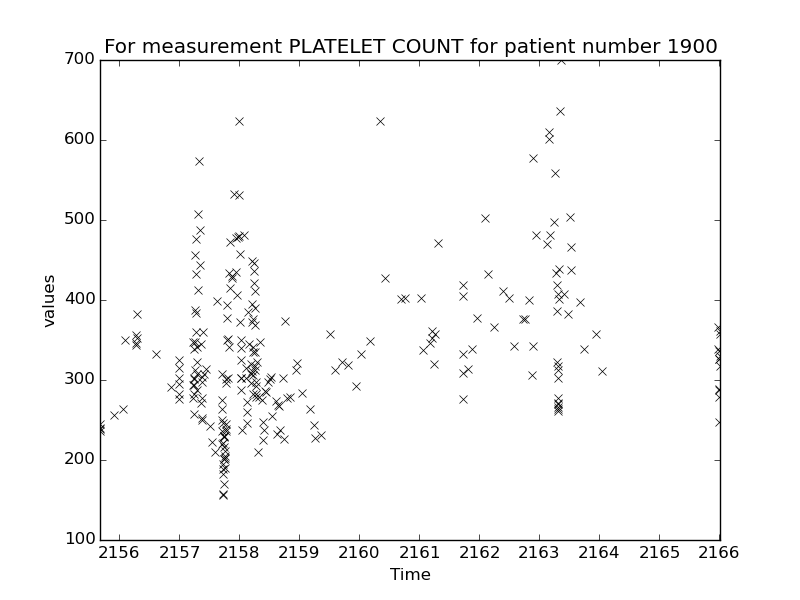 For measurement PLATELET COUNT for patient number 1900
700
600
500
400
300
200
100
values
2156 2157 2158 2159 2160 2161 2162 2163 2164 2165 2166
Time